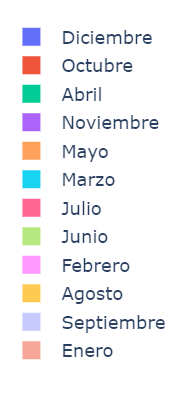 Diciembre
Octubre
Abril
Noviembre
Mayo
Marzo
Julio
Junio
Febrero
Agosto
Septiembre
Enero